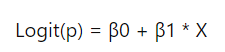 Logit(p) = β0 + β1 * X